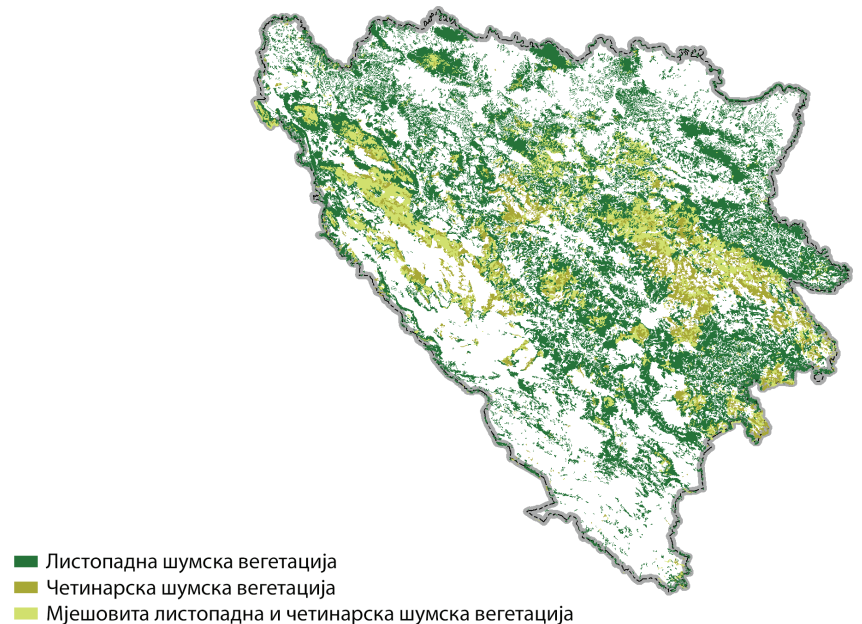 Листопадна шумска вегетација
Четинарска шумска вегетација
Мјешовита листопадна и четинарска шумска вегетација